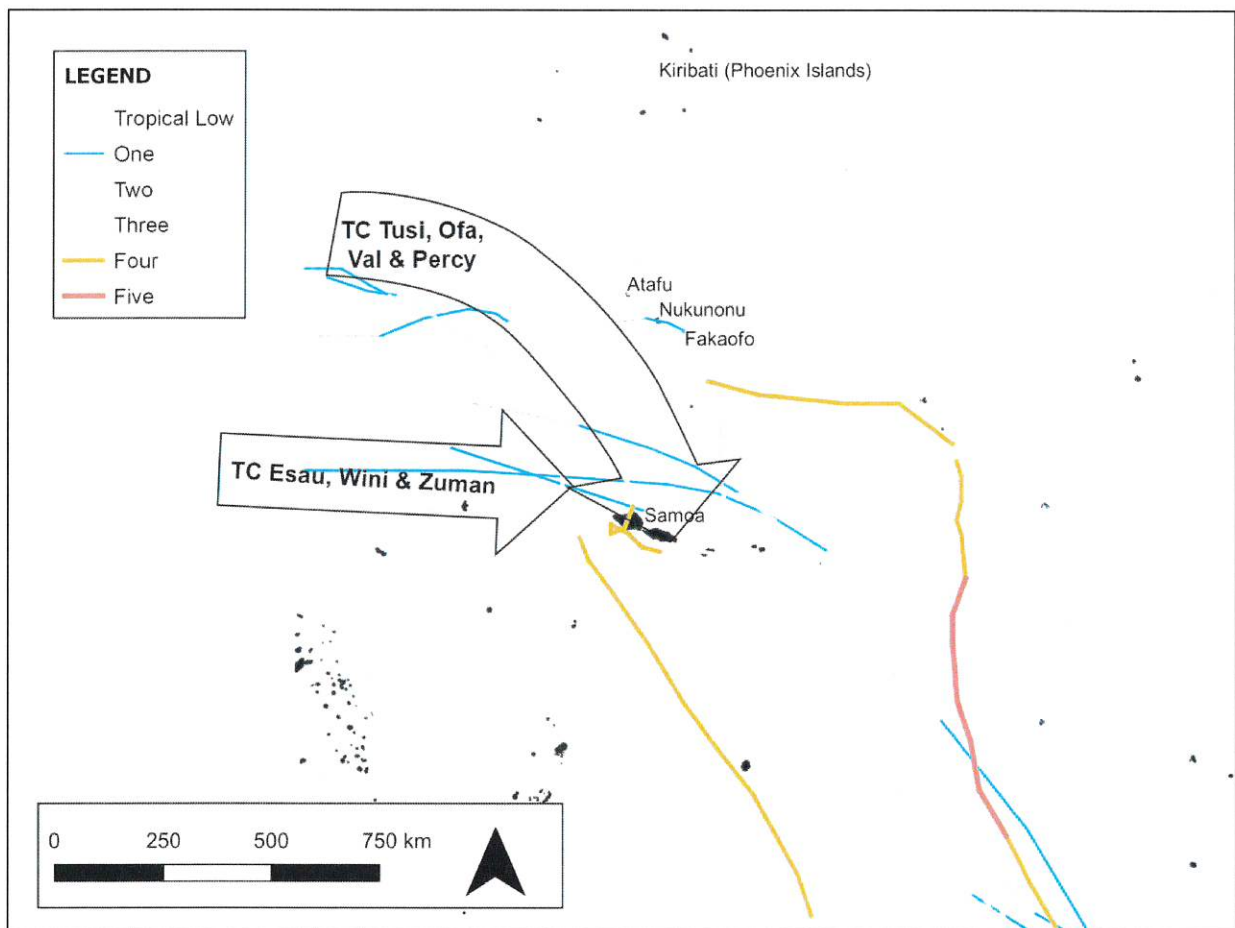 Kiribati (Phoenix Islands)
LEGEND
Tropical Low
One
Two
Three
Four
Five
TC Tusi, Ofa,
Val & Percy
Atafu
Nukunonu
Fakaofo
TC Esau, Wini & Zuman
Samoa
0 250 500 750 km